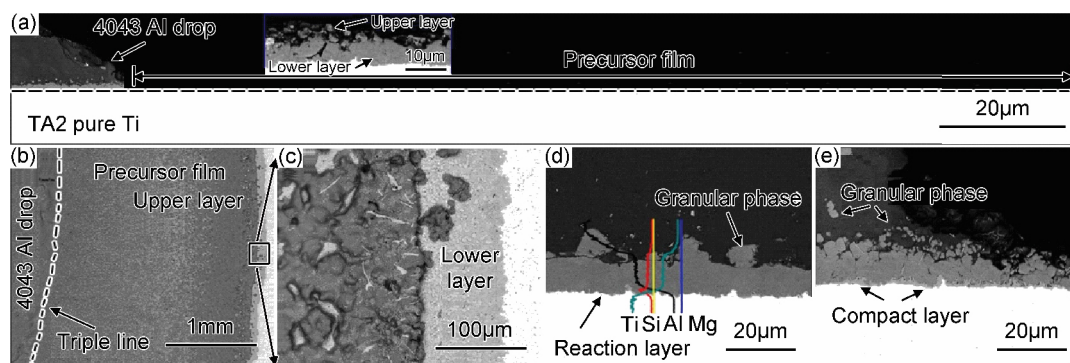 (a)
4043 Al drop
Upper layer
Lower layer
10μm
Precursor film
20μm
TA2 pure Ti
(b)
Precursor film
Upper layer
4043 Al drop
Triple line
1mm
(c)
Lower
layer
100μm
(d)
Granular phase
Ti Si Al Mg
Reaction layer
20μm
(e)
Granular phase
Compact layer
20μm